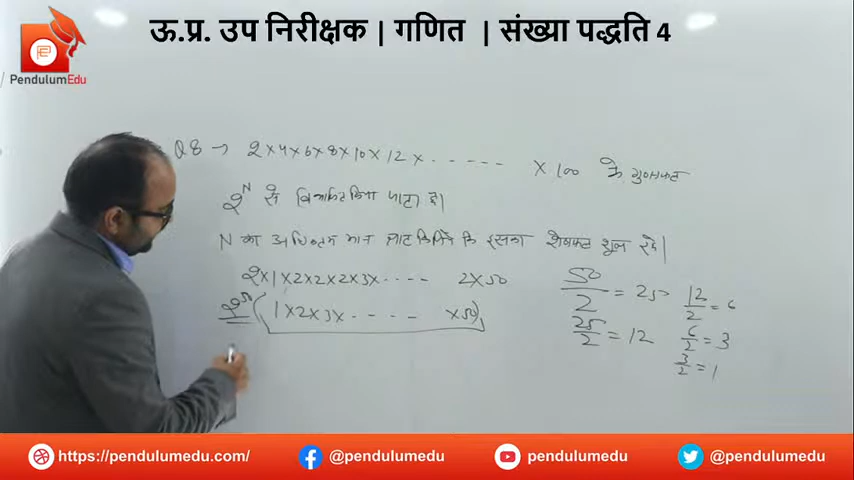 ऊ.प्र. उप निरीक्षक | गणित | संख्या पद्धति 4
PendulumEdu
Q8 → 2×4×6×8×10×12×...... ×100 के गुणनफल
2^N से विभाजित किया जाता है।
N का अधिकतम मान ज्ञात कीजिये कि इसका शेषफल शून्य रहे।
2×1×2×2×2×3×.... 2×50
2^50 (1×2×3×..... ×50)
50/2 = 25
25/2 = 12
12/2 = 6
6/2 = 3
3/2 = 1
https://pendulumedu.com/
@pendulumedu
pendulumedu
@pendulumedu